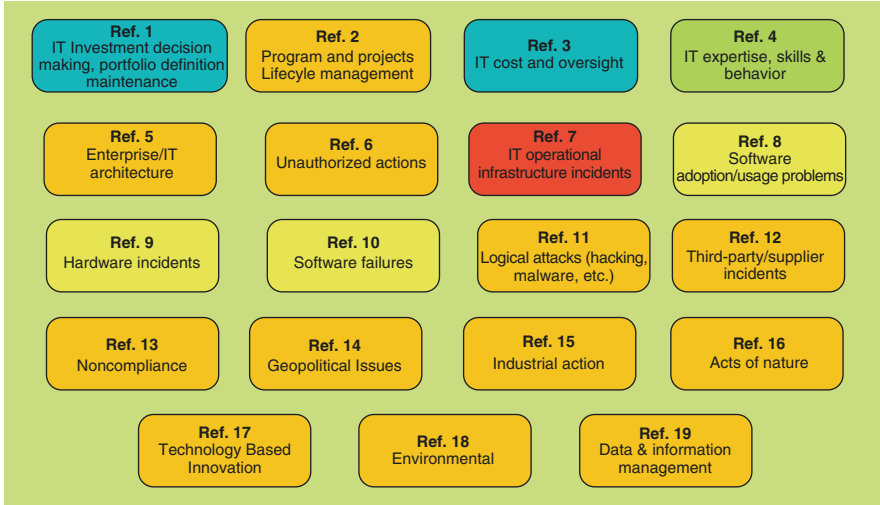 Ref. 1
IT Investment decision
making, portfolio definition
maintenance
Ref. 2
Program and projects
Lifecyle management
Ref. 3
IT cost and oversight
Ref. 4
IT expertise, skills &
behavior
Ref. 5
Enterprise/IT
architecture
Ref. 6
Unauthorized actions
Ref. 7
IT operational
infrastructure incidents
Ref. 8
Software
adoption/usage problems
Ref. 9
Hardware incidents
Ref. 10
Software failures
Ref. 11
Logical attacks (hacking,
malware, etc.)
Ref. 12
Third-party/supplier
incidents
Ref. 13
Noncompliance
Ref. 14
Geopolitical Issues
Ref. 15
Industrial action
Ref. 16
Acts of nature
Ref. 17
Technology Based
Innovation
Ref. 18
Environmental
Ref. 19
Data & information
management